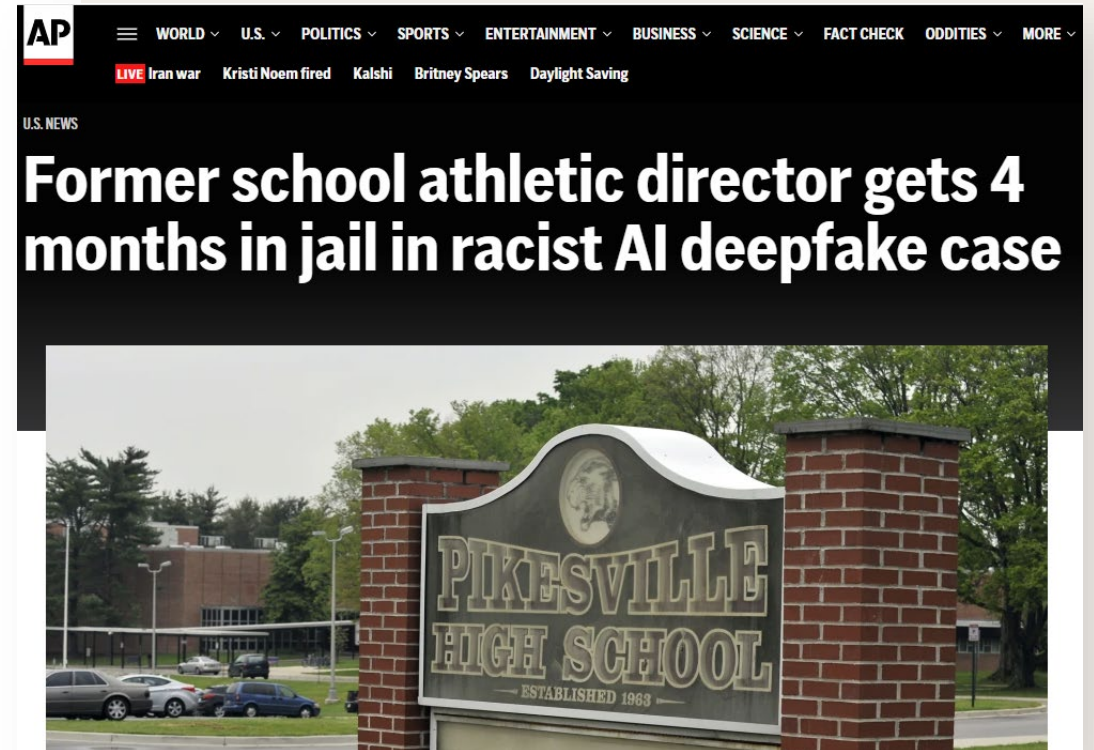 AP
WORLD U.S. POLITICS SPORTS ENTERTAINMENT BUSINESS SCIENCE FACT CHECK ODDITIES MORE
LIVE Iran war Kristi Noem fired Kalshi Britney Spears Daylight Saving
U.S. NEWS
Former school athletic director gets 4
months in jail in racist AI deepfake case
PIKESVILLE
HIGH SCHOOL
ESTABLISHED 1963